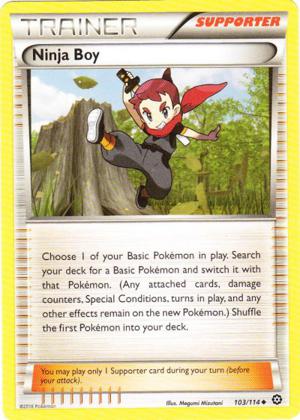 TRAINER
SUPPORTER
Ninja Boy
Choose 1 of your Basic Pokémon in play. Search
your deck for a Basic Pokémon and switch it with
that Pokémon. (Any attached cards, damage
counters, Special Conditions, turns in play, and any
other effects remain on the new Pokémon.) Shuffle
the first Pokémon into your deck.
You may play only 1 Supporter card during your turn (before
your attack).
©2016 Pokémon
Illus. Megumi Mizutani
103/114